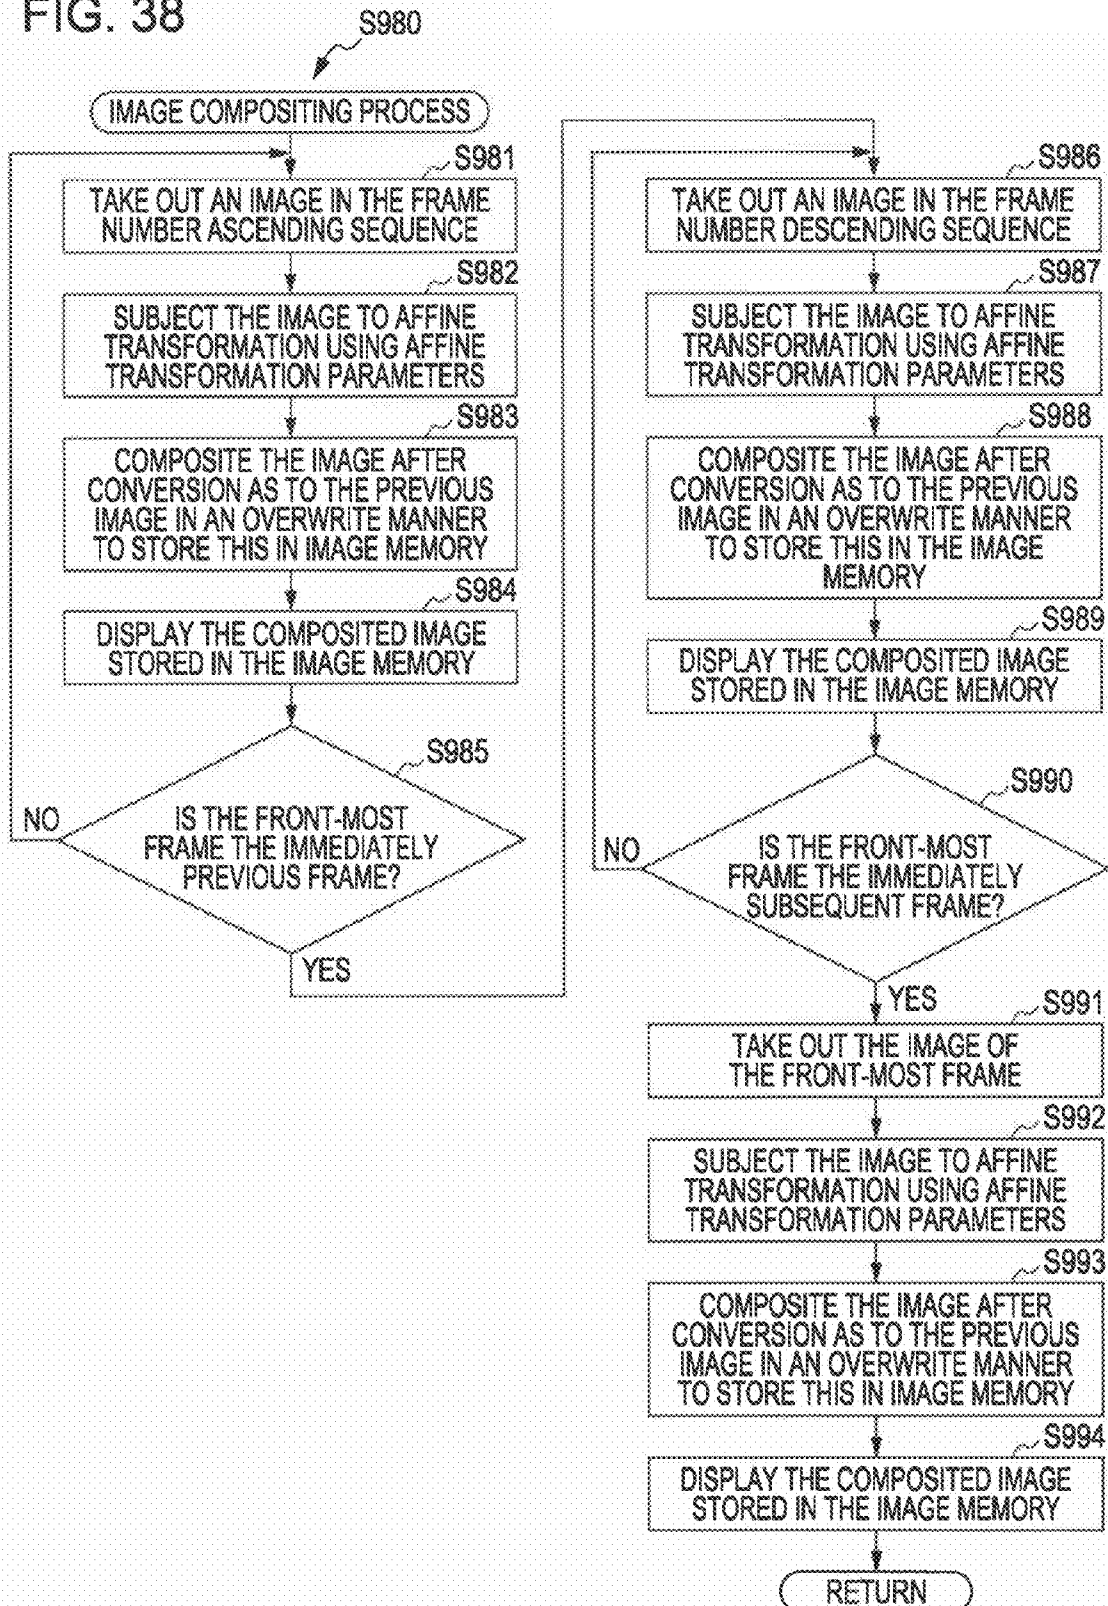 FIG. 38
S980
IMAGE COMPOSITING PROCESS
S981
TAKE OUT AN IMAGE IN THE FRAME
NUMBER ASCENDING SEQUENCE
S982
SUBJECT THE IMAGE TO AFFINE
TRANSFORMATION USING AFFINE
TRANSFORMATION PARAMETERS
S983
COMPOSITE THE IMAGE AFTER
CONVERSION AS TO THE PREVIOUS
IMAGE IN AN OVERWRITE MANNER
TO STORE THIS IN IMAGE MEMORY
S984
DISPLAY THE COMPOSITED IMAGE
STORED IN THE IMAGE MEMORY
S985
NO
IS THE FRONT-MOST
FRAME THE IMMEDIATELY
PREVIOUS FRAME?
YES
S986
TAKE OUT AN IMAGE IN THE FRAME
NUMBER DESCENDING SEQUENCE
S987
SUBJECT THE IMAGE TO AFFINE
TRANSFORMATION USING AFFINE
TRANSFORMATION PARAMETERS
S988
COMPOSITE THE IMAGE AFTER
CONVERSION AS TO THE PREVIOUS
IMAGE IN AN OVERWRITE MANNER
TO STORE THIS IN THE IMAGE
MEMORY
S989
DISPLAY THE COMPOSITED IMAGE
STORED IN THE IMAGE MEMORY
S990
NO
IS THE FRONT-MOST
FRAME THE IMMEDIATELY
SUBSEQUENT FRAME?
YES
S991
TAKE OUT THE IMAGE OF
THE FRONT-MOST FRAME
S992
SUBJECT THE IMAGE TO AFFINE
TRANSFORMATION USING AFFINE
TRANSFORMATION PARAMETERS
S993
COMPOSITE THE IMAGE AFTER
CONVERSION AS TO THE PREVIOUS
IMAGE IN AN OVERWRITE MANNER
TO STORE THIS IN IMAGE MEMORY
S994
DISPLAY THE COMPOSITED IMAGE
STORED IN THE IMAGE MEMORY
RETURN